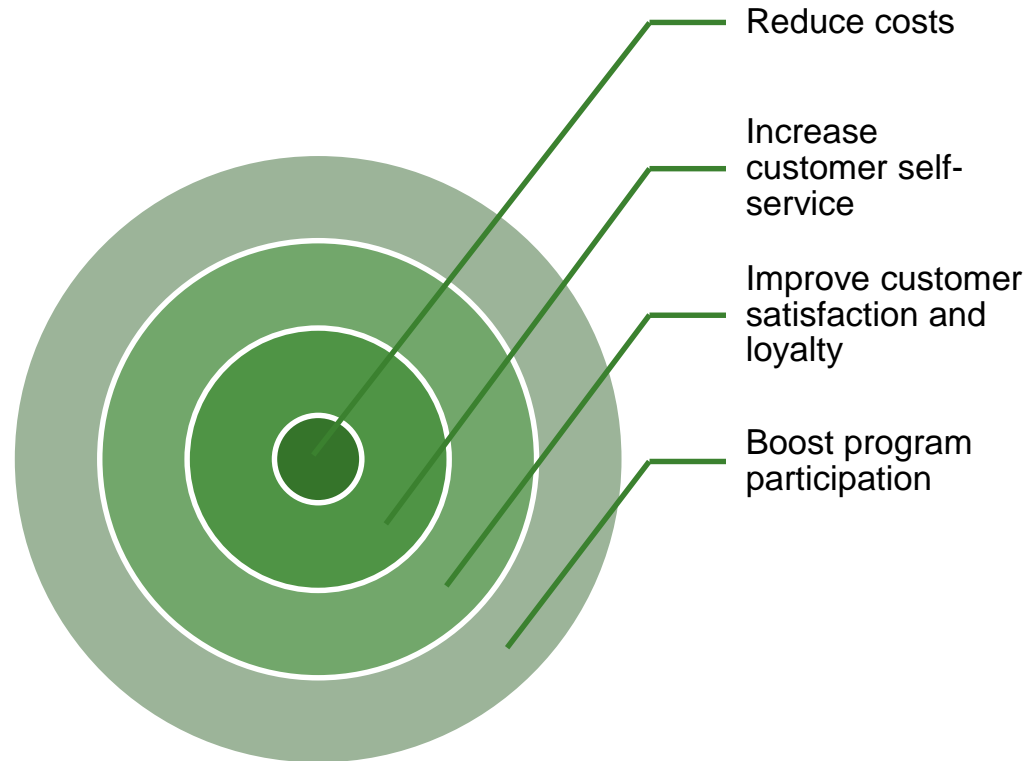 Reduce costs
Increase
customer self-
service
Improve customer
satisfaction and
loyalty
Boost program
participation